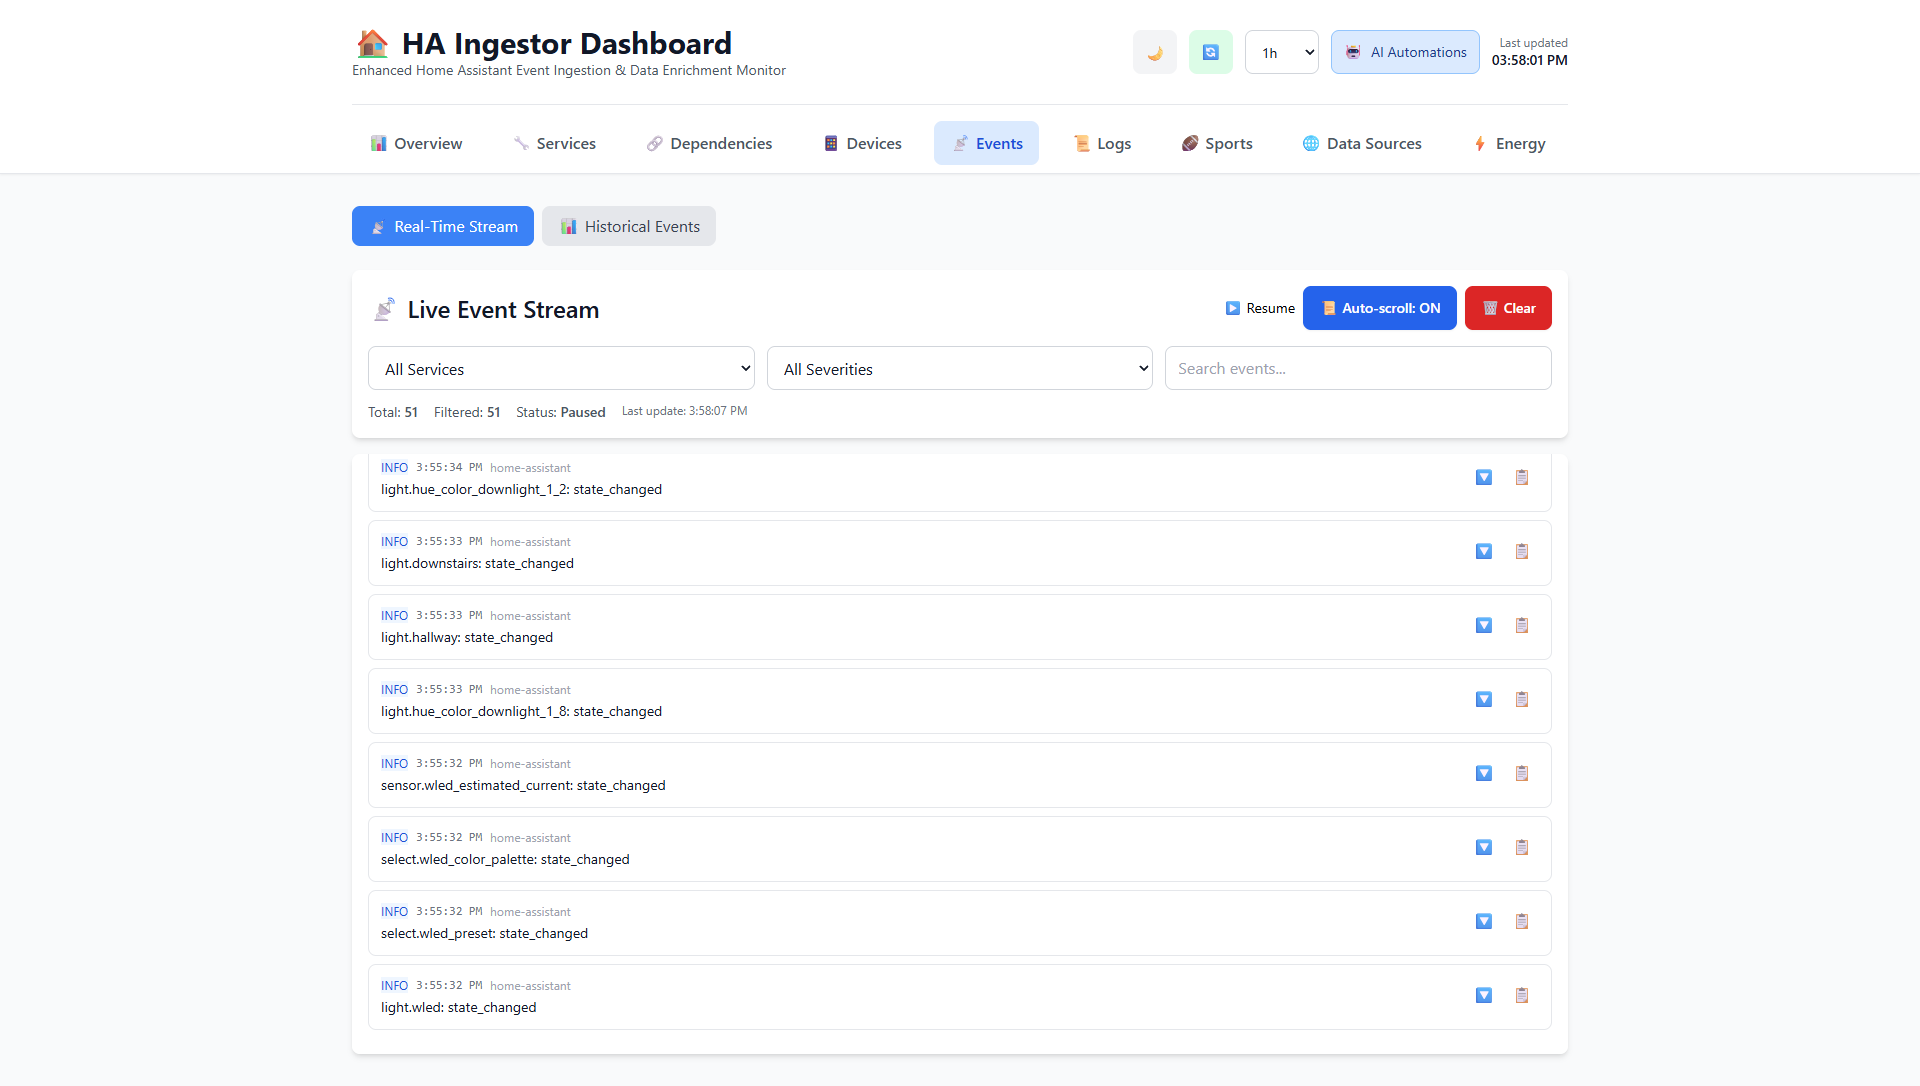 HA Ingestor Dashboard
Enhanced Home Assistant Event Ingestion & Data Enrichment Monitor
1h
AI Automations
Last updated
03:58:01 PM
Overview
Services
Dependencies
Devices
Events
Logs
Sports
Data Sources
Energy
Real-Time Stream
Historical Events
Live Event Stream
Resume
Auto-scroll: ON
Clear
All Services
All Severities
Search events...
Total: 51 Filtered: 51 Status: Paused Last update: 3:58:07 PM
INFO 3:55:34 PM home-assistant
light.hue_color_downlight_1_2: state_changed
INFO 3:55:33 PM home-assistant
light.downstairs: state_changed
INFO 3:55:33 PM home-assistant
light.hallway: state_changed
INFO 3:55:33 PM home-assistant
light.hue_color_downlight_1_8: state_changed
INFO 3:55:32 PM home-assistant
sensor.wled_estimated_current: state_changed
INFO 3:55:32 PM home-assistant
select.wled_color_palette: state_changed
INFO 3:55:32 PM home-assistant
select.wled_preset: state_changed
INFO 3:55:32 PM home-assistant
light.wled: state_changed